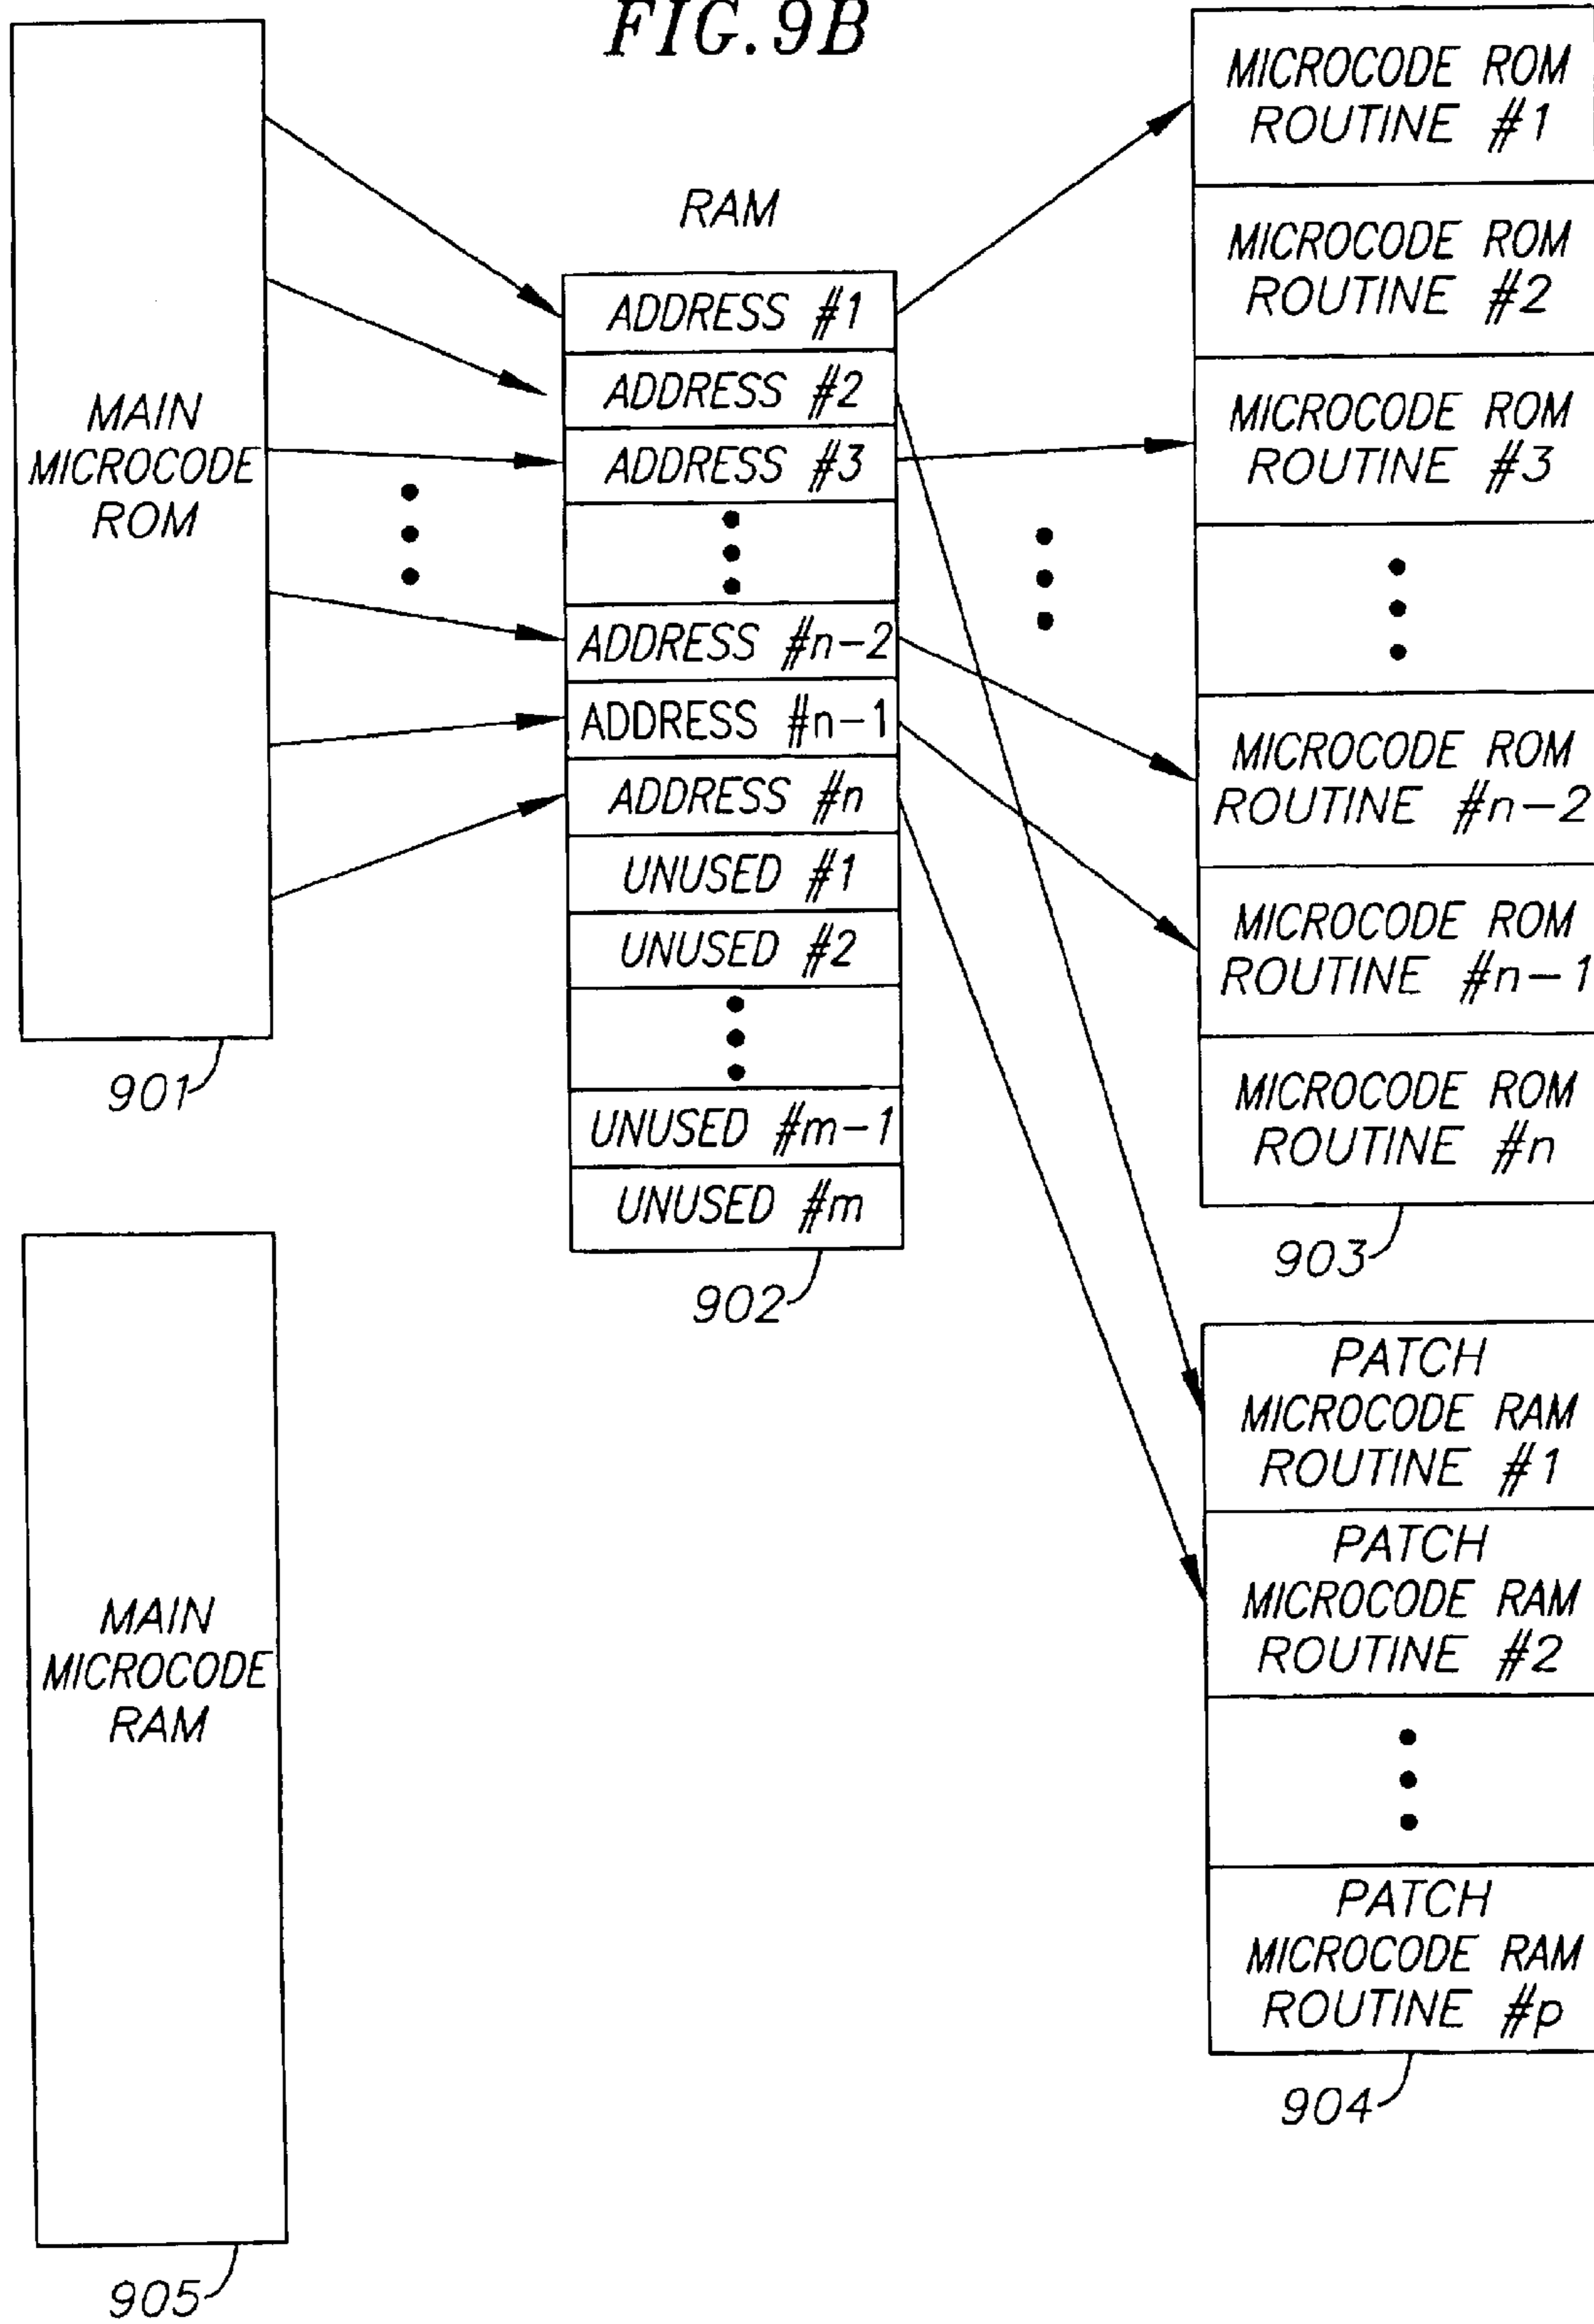 FIG. 9B
MAIN
MICROCODE
ROM
901
RAM
ADDRESS #1
ADDRESS #2
ADDRESS #3
ADDRESS #n-2
ADDRESS #n-1
ADDRESS #n
UNUSED #1
UNUSED #2
UNUSED #m-1
UNUSED #m
902
MICROCODE ROM
ROUTINE #1
MICROCODE ROM
ROUTINE #2
MICROCODE ROM
ROUTINE #3
MICROCODE ROM
ROUTINE #n-2
MICROCODE ROM
ROUTINE #n-1
MICROCODE ROM
ROUTINE #n
903
MAIN
MICROCODE
RAM
905
PATCH
MICROCODE RAM
ROUTINE #1
PATCH
MICROCODE RAM
ROUTINE #2
PATCH
MICROCODE RAM
ROUTINE #p
904